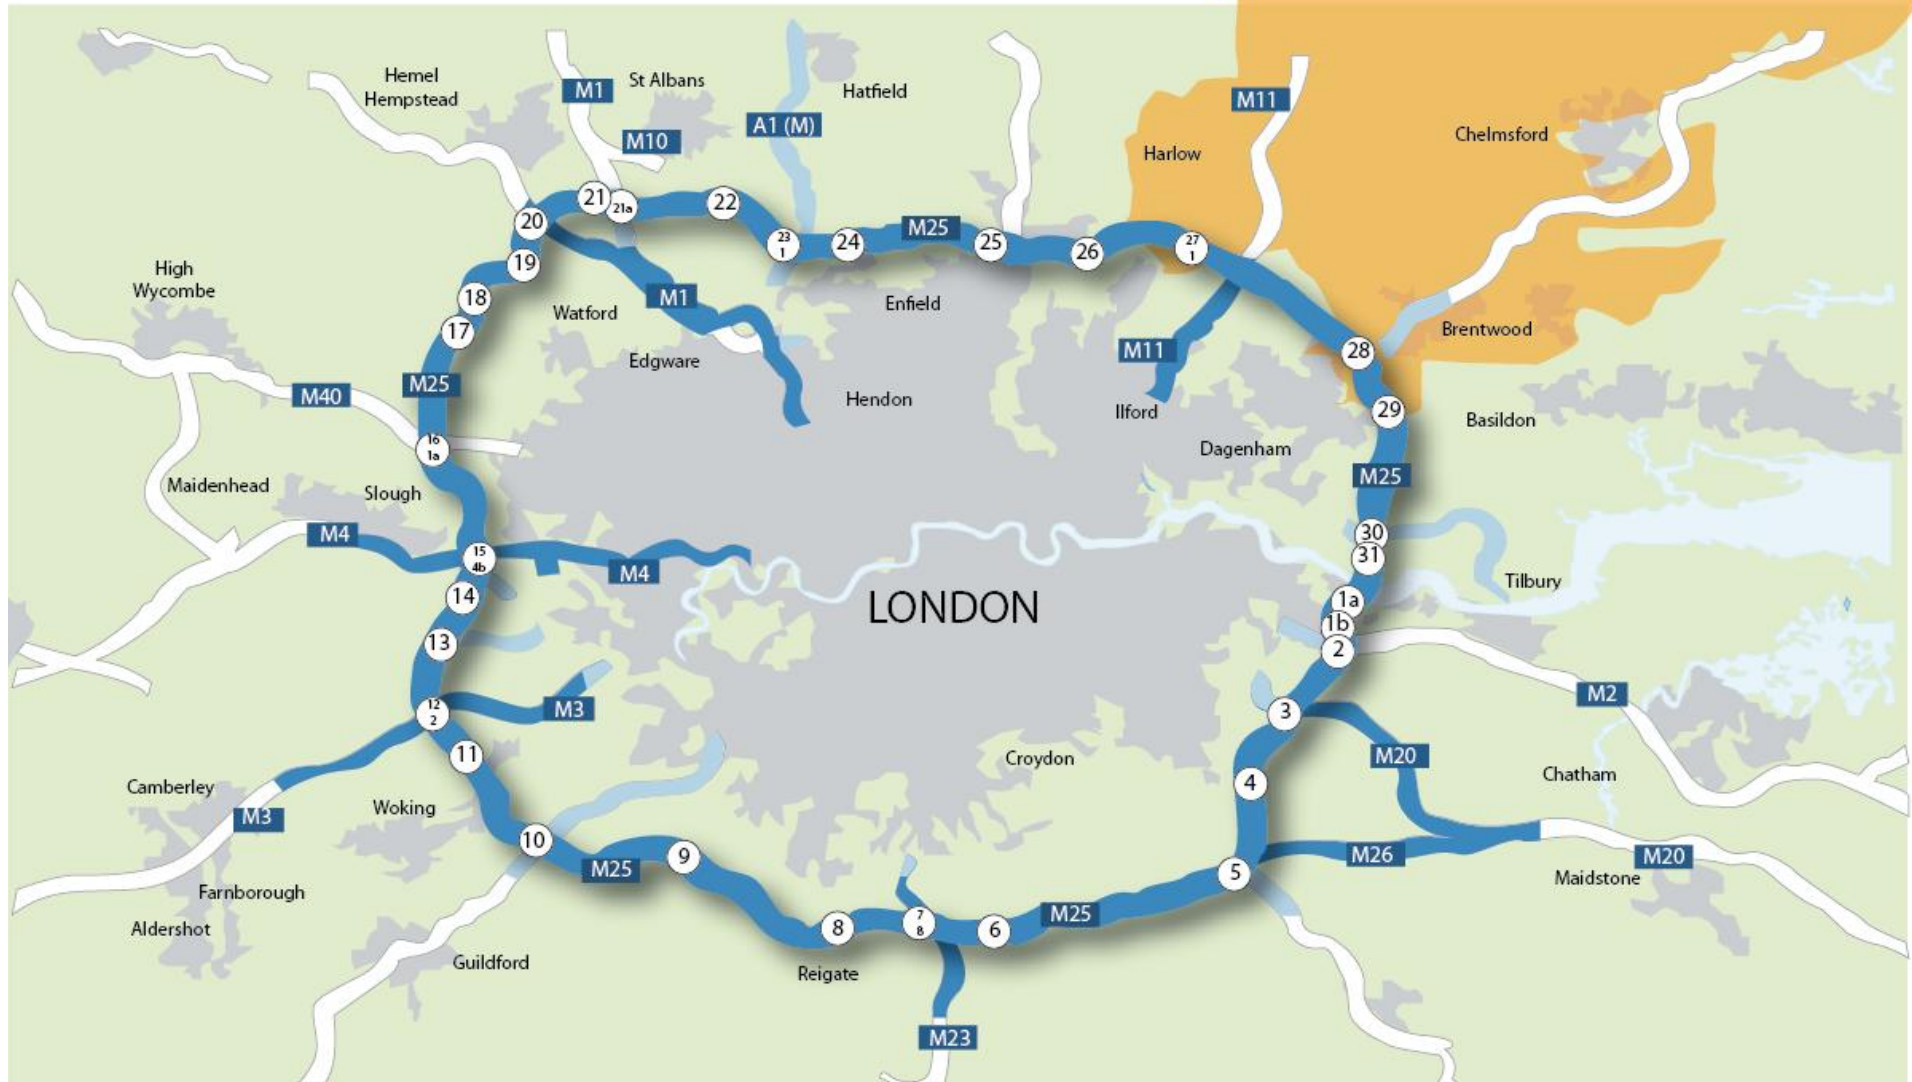 Hemel
Hempstead
M1
St Albans
Hatfield
M10
A1 (M)
M11
Harlow
Chelmsford
21
21a
22
20
23
1
24
M25
25
26
27
1
19
High
Wycombe
18
17
Watford
M1
Enfield
Edgware
M11
28
Brentwood
M25
M40
Hendon
Ilford
29
Basildon
16
1a
Dagenham
M25
Maidenhead
Slough
M4
30
31
15
4b
M4
Tilbury
14
LONDON
1a
1b
13
2
M2
12
2
M3
3
11
Croydon
M20
Camberley
4
Chatham
Woking
M3
10
M25
9
M26
M20
5
Maidstone
Farnborough
Aldershot
8
7
8
6
M25
Guildford
Reigate
M23